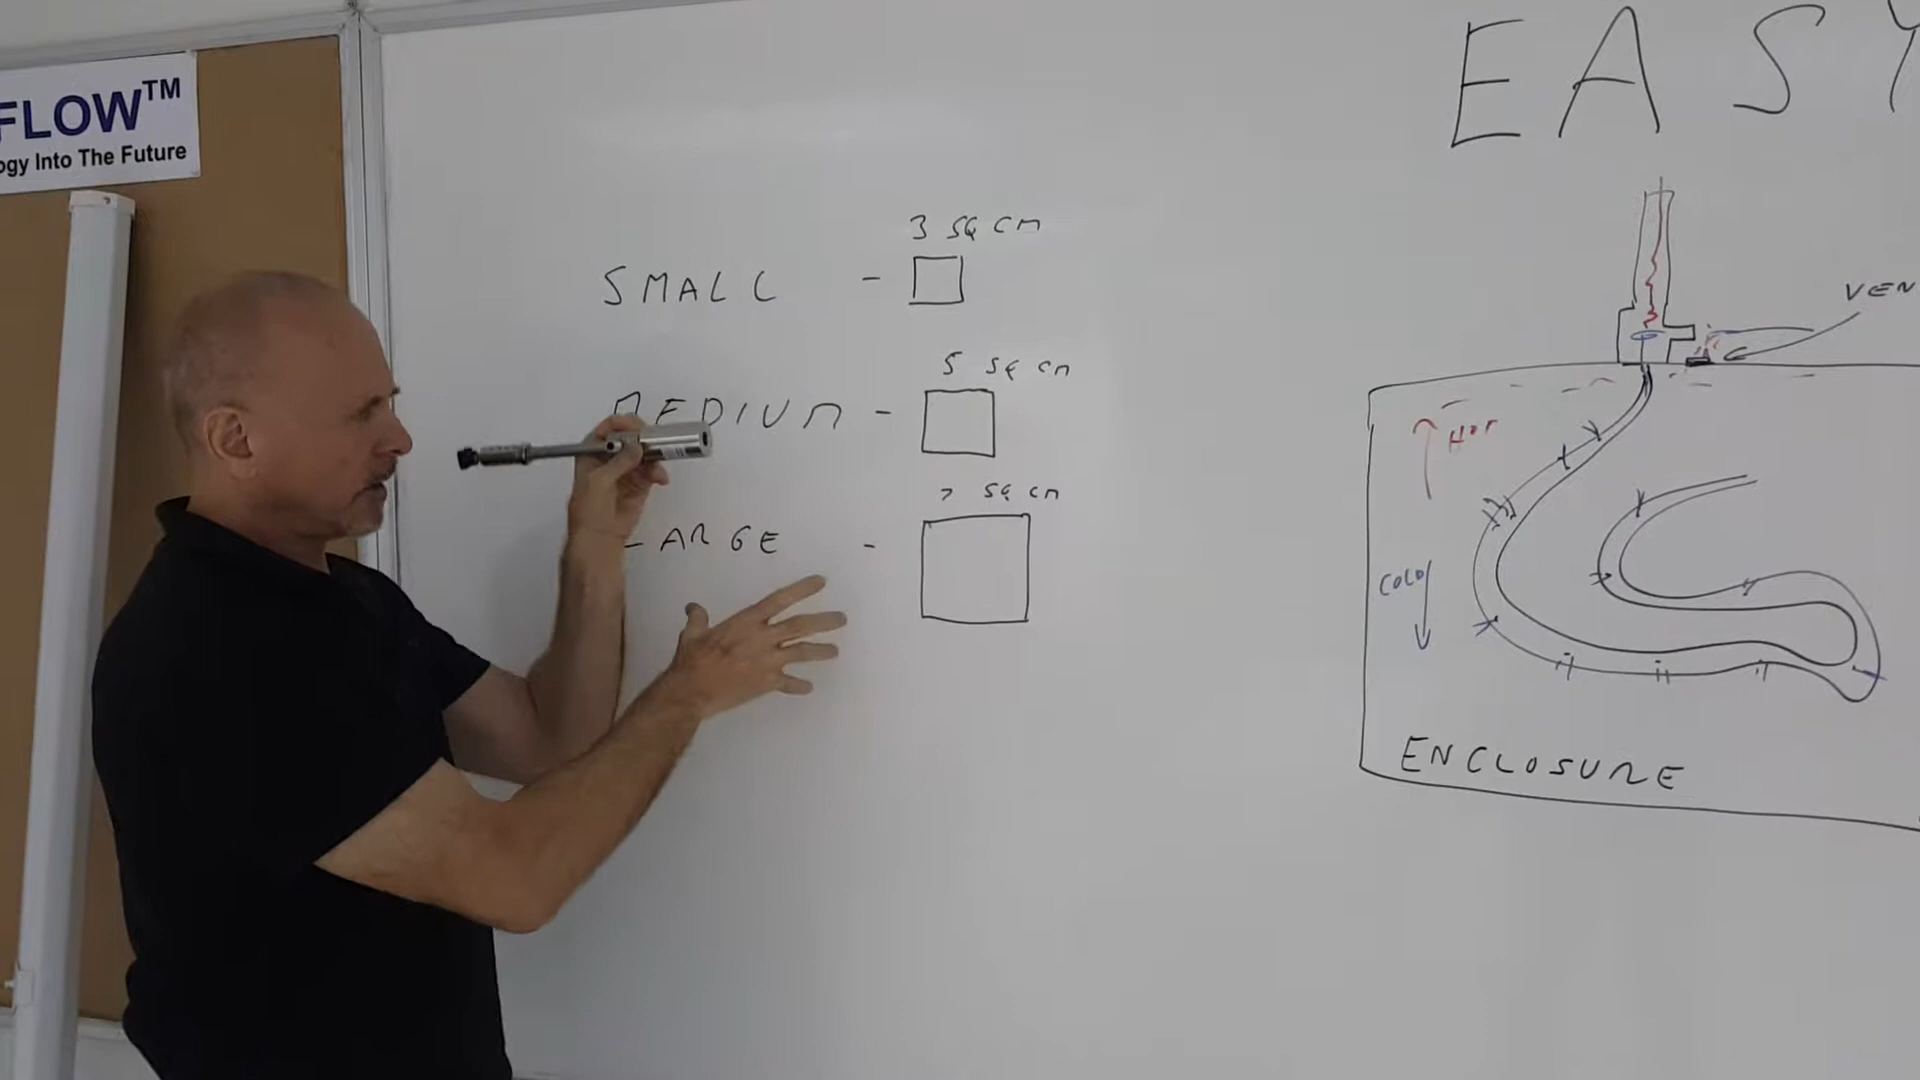 FLOW™
ogy Into The Future
EASY
3 SQ CM
SMALL -
5 SQ CM
MEDIUM -
7 SQ CM
LARGE -
VEN
HOT
COLD
ENCLOSURE